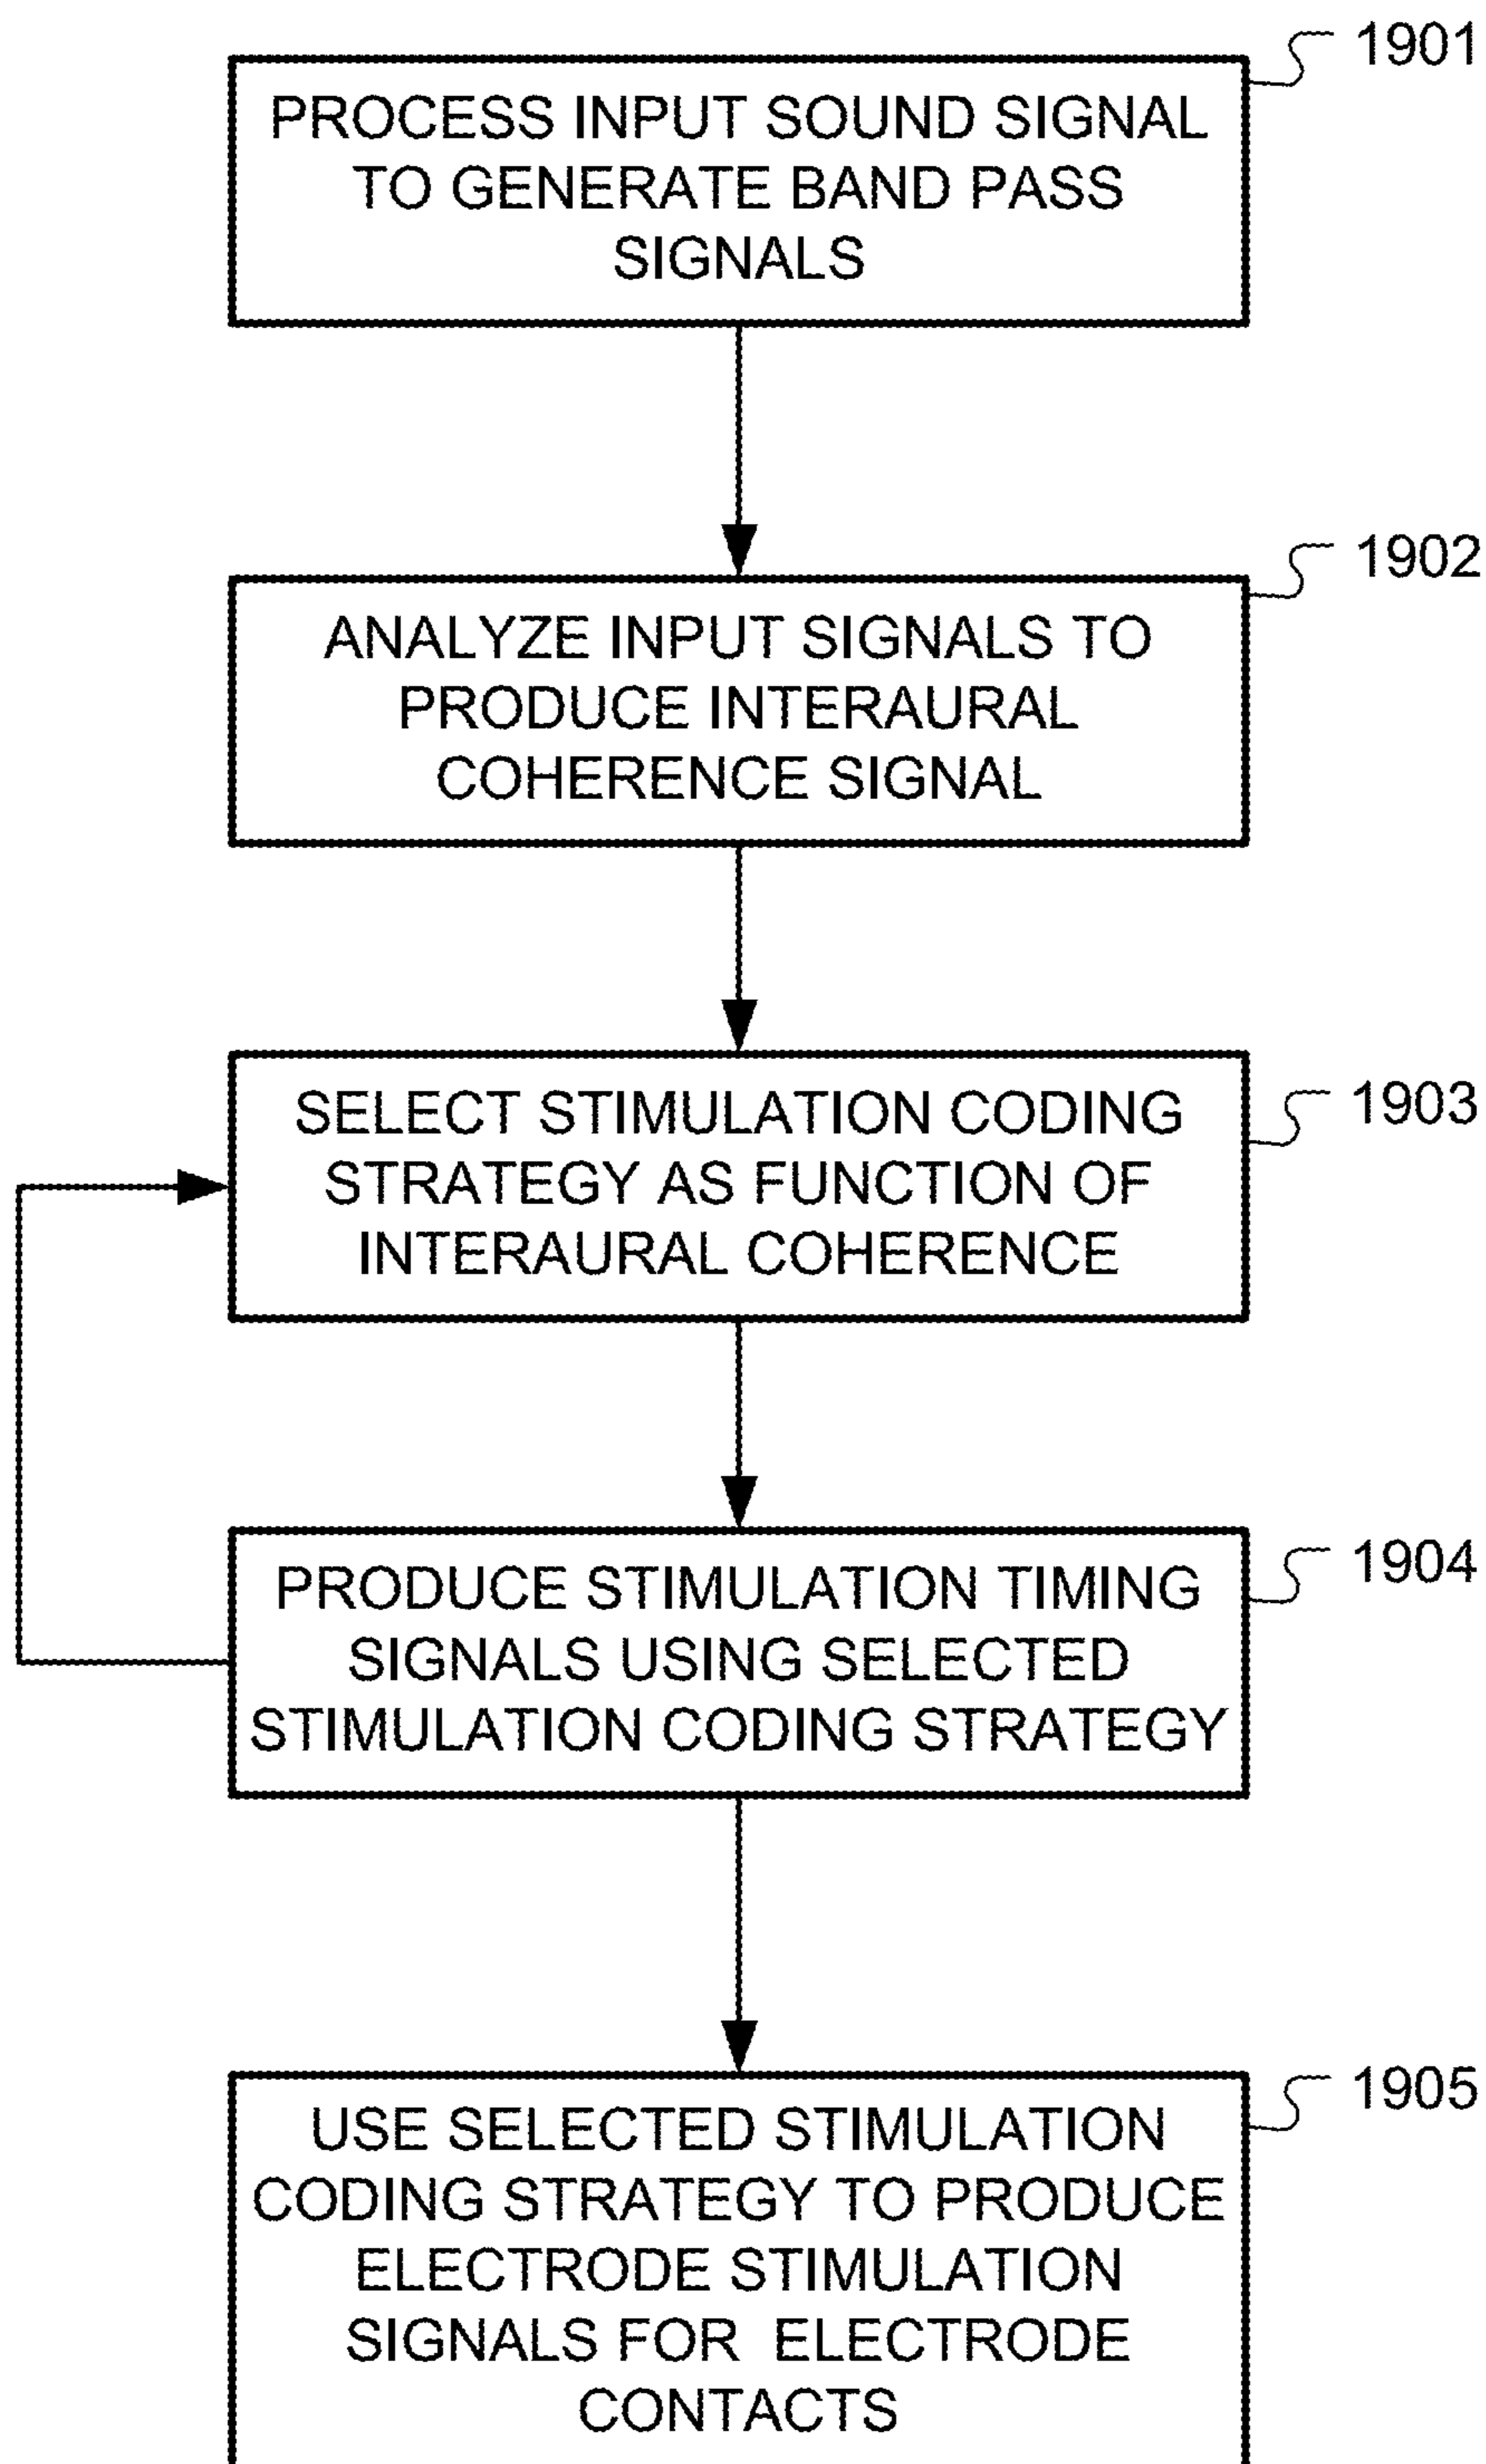 1901
PROCESS INPUT SOUND SIGNAL
TO GENERATE BAND PASS
SIGNALS
1902
ANALYZE INPUT SIGNALS TO
PRODUCE INTERAURAL
COHERENCE SIGNAL
1903
SELECT STIMULATION CODING
STRATEGY AS FUNCTION OF
INTERAURAL COHERENCE
1904
PRODUCE STIMULATION TIMING
SIGNALS USING SELECTED
STIMULATION CODING STRATEGY
1905
USE SELECTED STIMULATION
CODING STRATEGY TO PRODUCE
ELECTRODE STIMULATION
SIGNALS FOR ELECTRODE
CONTACTS